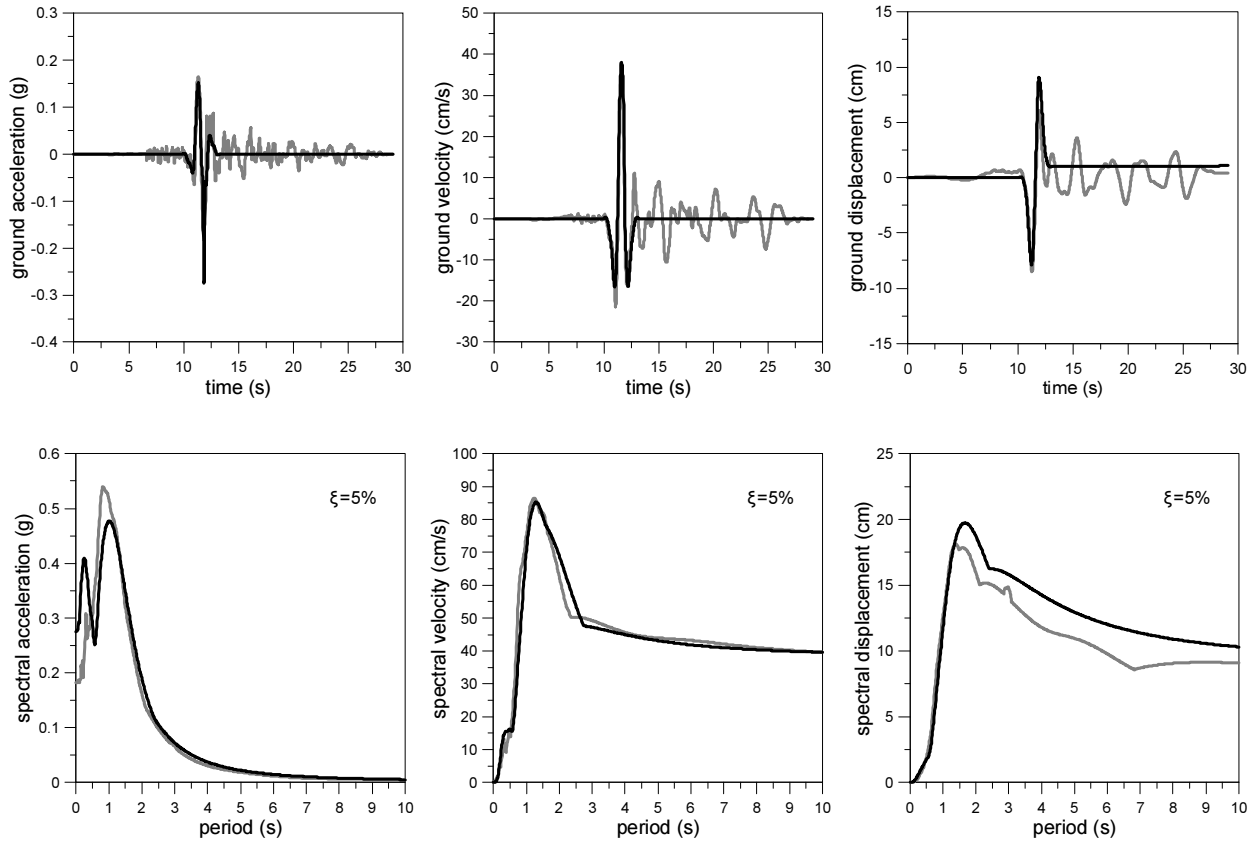 0.3
0.2
0.1
0
-0.1
-0.2
-0.3
-0.4
ground acceleration (g)
0 5 10 15 20 25 30
time (s)
50
40
30
20
10
0
-10
-20
-30
ground velocity (cm/s)
0 5 10 15 20 25 30
time (s)
15
10
5
0
-5
-10
-15
ground displacement (cm)
0 5 10 15 20 25 30
time (s)
0.6
0.5
0.4
0.3
0.2
0.1
0
spectral acceleration (g)
ξ=5%
0 1 2 3 4 5 6 7 8 9 10
period (s)
100
90
80
70
60
50
40
30
20
10
0
spectral velocity (cm/s)
ξ=5%
0 1 2 3 4 5 6 7 8 9 10
period (s)
25
20
15
10
5
0
spectral displacement (cm)
ξ=5%
0 1 2 3 4 5 6 7 8 9 10
period (s)